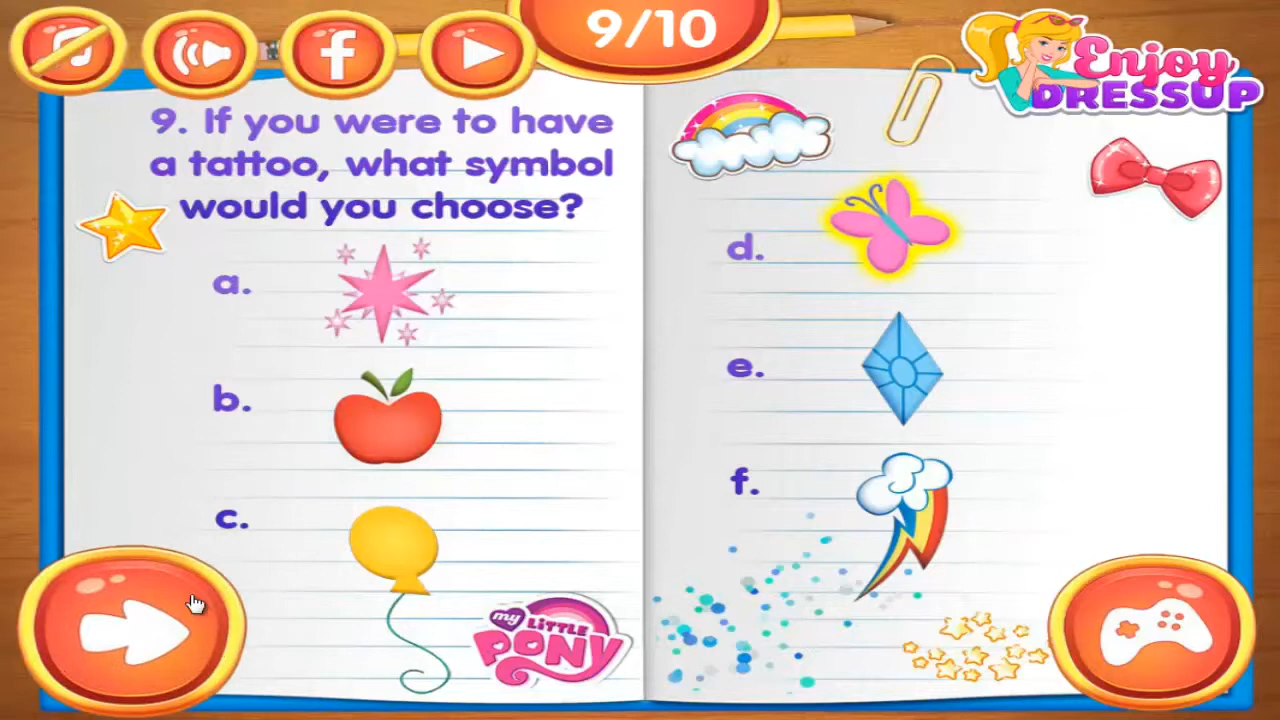 9/10
Enjoy
DRESSUP
9. If you were to have
a tattoo, what symbol
would you choose?
a.
b.
c.
d.
e.
f.
my LITTLE
PONY